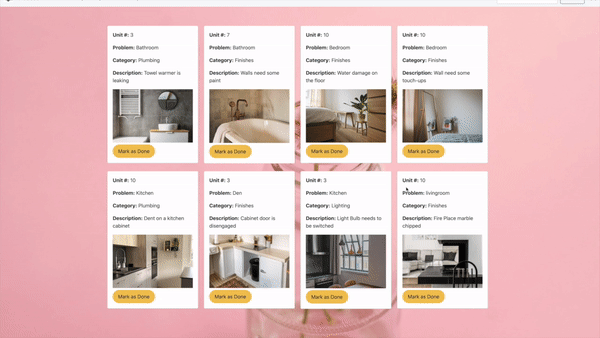 Unit #: 3
Problem: Bathroom
Category: Plumbing
Description: Towel warmer is
leaking
Mark as Done
Unit #: 7
Problem: Bathroom
Category: Finishes
Description: Walls need some
paint
Mark as Done
Unit #: 10
Problem: Bedroom
Category: Finishes
Description: Water damage on
the floor
Mark as Done
Unit #: 10
Problem: Bedroom
Category: Finishes
Description: Wall need some
touch-ups
Mark as Done
Unit #: 10
Problem: Kitchen
Category: Plumbing
Description: Dent on a kitchen
cabinet
Mark as Done
Unit #: 3
Problem: Den
Category: Finishes
Description: Cabinet door is
disengaged
Mark as Done
Unit #: 3
Problem: Kitchen
Category: Lighting
Description: Light Bulb needs to
be switched
Mark as Done
Unit #: 10
Problem: livingroom
Category: Finishes
Description: Fire Place marble
chipped
Mark as Done